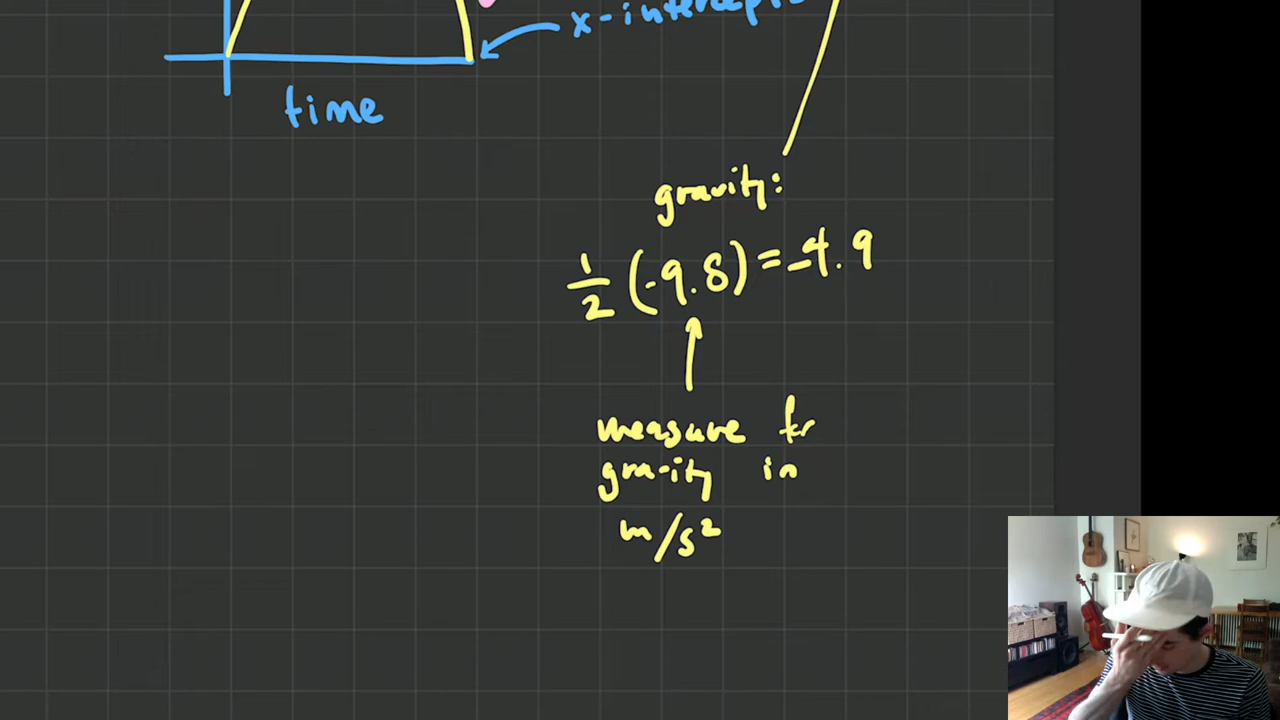 x-intercept
time
gravity:
1/2 (-9.8) = -4.9
measure for
gravity in
m/s²